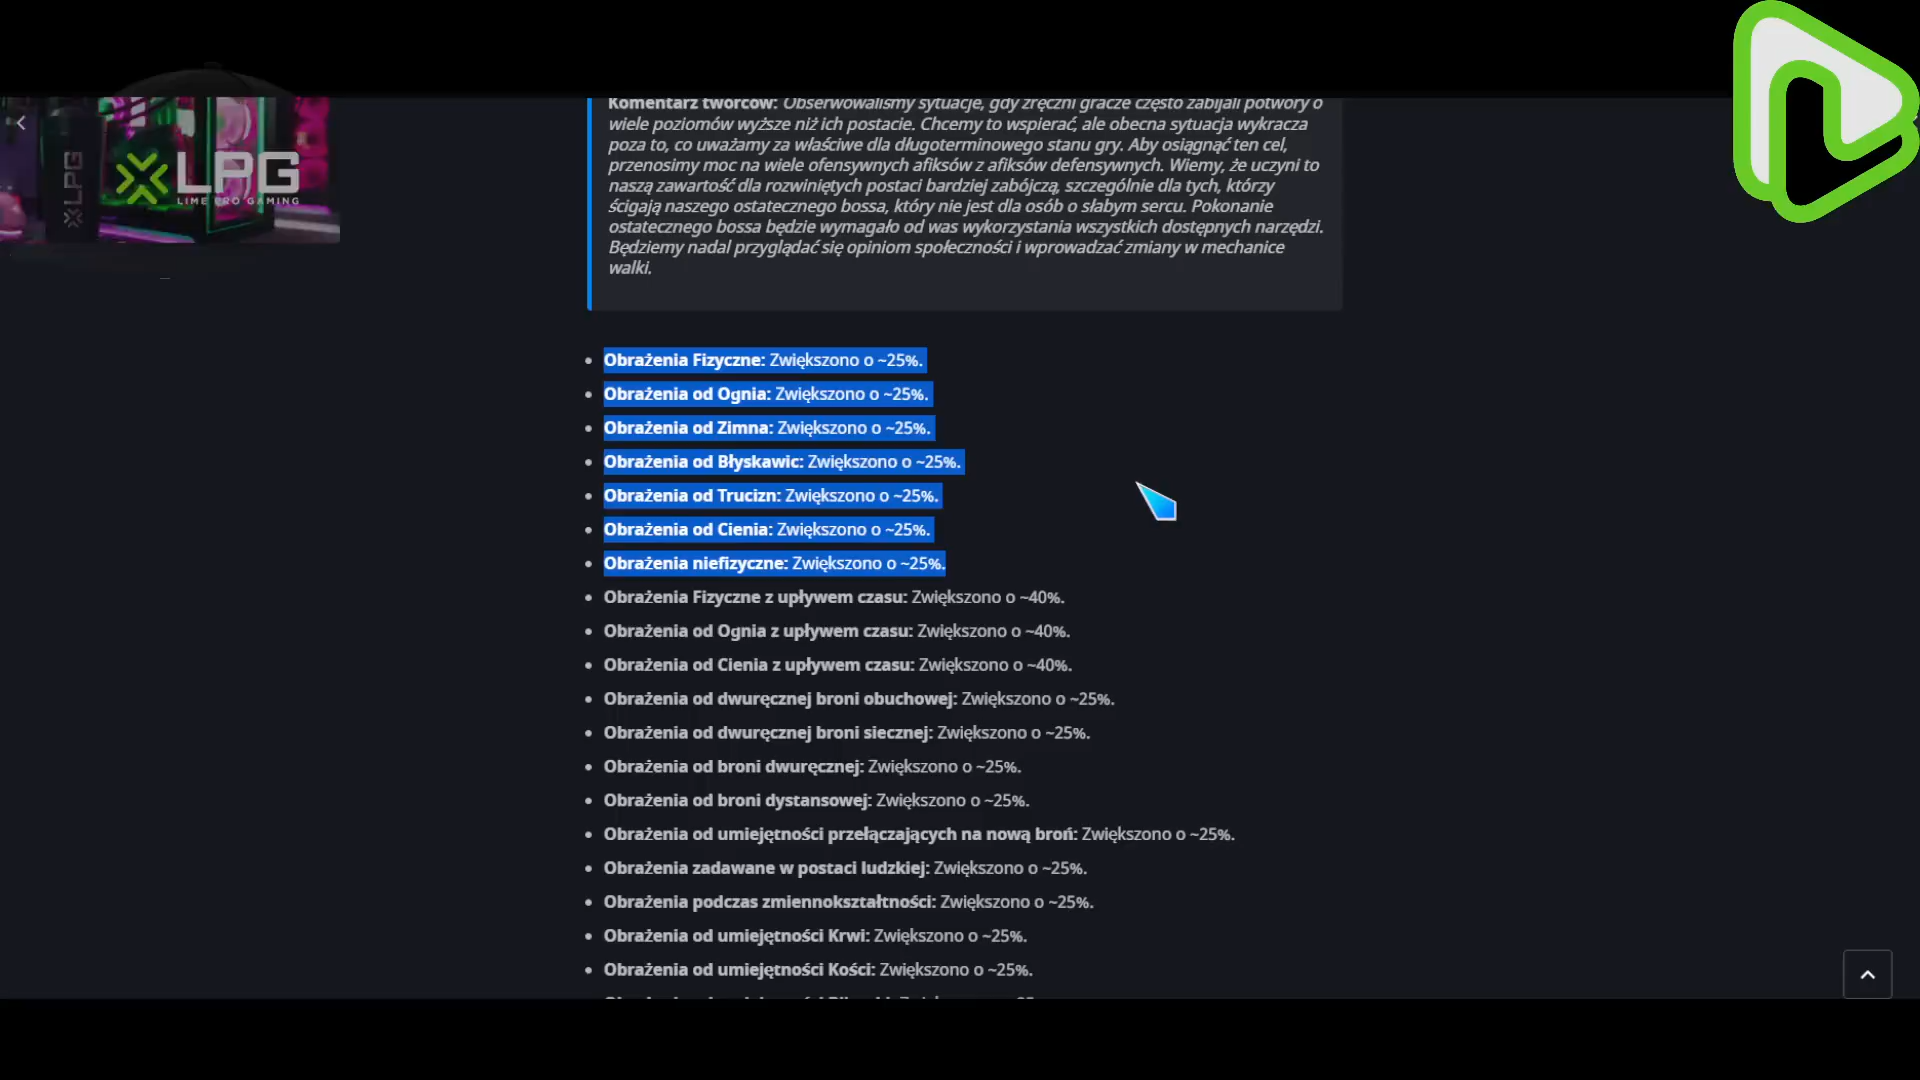 LPG
LPG
LIME PRO GAMING
Komentarz twórców: Obserwowaliśmy sytuacje, gdy zręczni gracze często zabijali potwory o
wiele poziomów wyższe niż ich postacie. Chcemy to wspierać, ale obecna sytuacja wykracza
poza to, co uważamy za właściwe dla długoterminowego stanu gry. Aby osiągnąć ten cel,
przenosimy moc na wiele ofensywnych afiksów z afiksów defensywnych. Wiemy, że uczyni to
naszą zawartość dla rozwiniętych postaci bardziej zabójczą, szczególnie dla tych, którzy
ścigają naszego ostatecznego bossa, który nie jest dla osób o słabym sercu. Pokonanie
ostatecznego bossa będzie wymagało od was wykorzystania wszystkich dostępnych narzędzi.
Będziemy nadal przyglądać się opiniom społeczności i wprowadzać zmiany w mechanice
walki.
Obrażenia Fizyczne: Zwiększono o ~25%.
Obrażenia od Ognia: Zwiększono o ~25%.
Obrażenia od Zimna: Zwiększono o ~25%.
Obrażenia od Błyskawic: Zwiększono o ~25%.
Obrażenia od Trucizn: Zwiększono o ~25%.
Obrażenia od Cienia: Zwiększono o ~25%.
Obrażenia niefizyczne: Zwiększono o ~25%.
Obrażenia Fizyczne z upływem czasu: Zwiększono o ~40%.
Obrażenia od Ognia z upływem czasu: Zwiększono o ~40%.
Obrażenia od Cienia z upływem czasu: Zwiększono o ~40%.
Obrażenia od dwuręcznej broni obuchowej: Zwiększono o ~25%.
Obrażenia od dwuręcznej broni siecznej: Zwiększono o ~25%.
Obrażenia od broni dwuręcznej: Zwiększono o ~25%.
Obrażenia od broni dystansowej: Zwiększono o ~25%.
Obrażenia od umiejętności przełączających na nową broń: Zwiększono o ~25%.
Obrażenia zadawane w postaci ludzkiej: Zwiększono o ~25%.
Obrażenia podczas zmiennokształtności: Zwiększono o ~25%.
Obrażenia od umiejętności Krwi: Zwiększono o ~25%.
Obrażenia od umiejętności Kości: Zwiększono o ~25%.